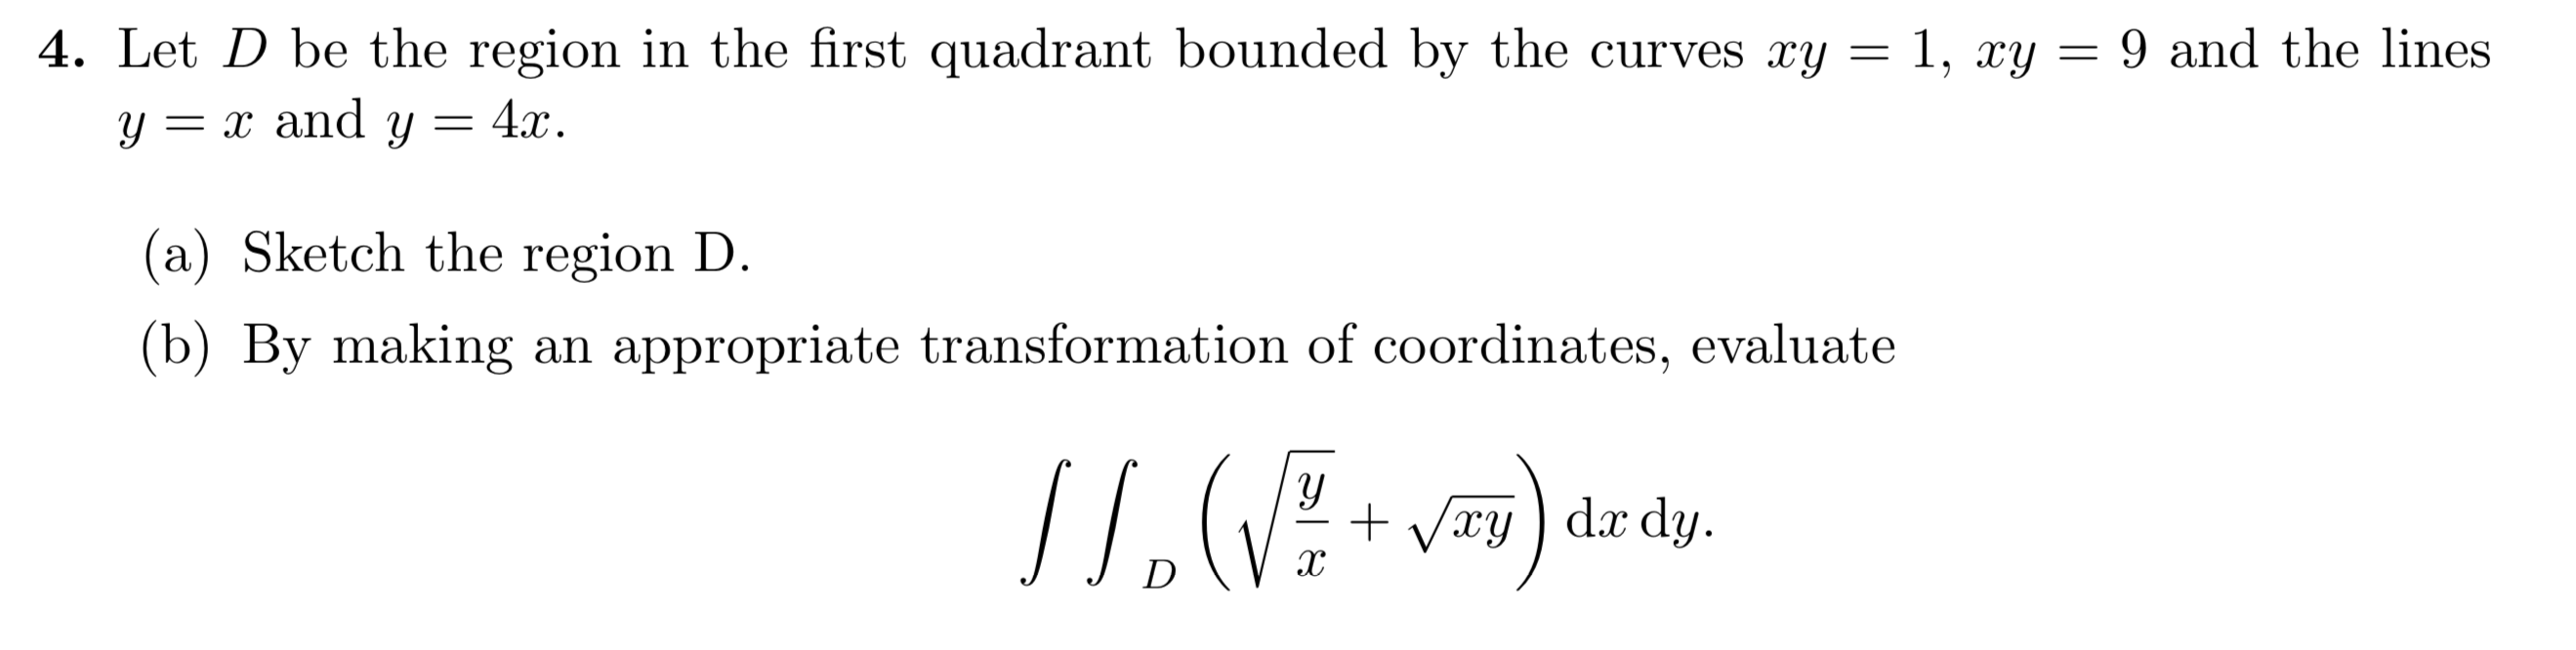 4. Let D be the region in the first quadrant bounded by the curves xy = 1, xy = 9 and the lines
y = x and y = 4x.
(a) Sketch the region D.
(b) By making an appropriate transformation of coordinates, evaluate
∫∫_D (√(y/x) + √(xy)) dx dy.